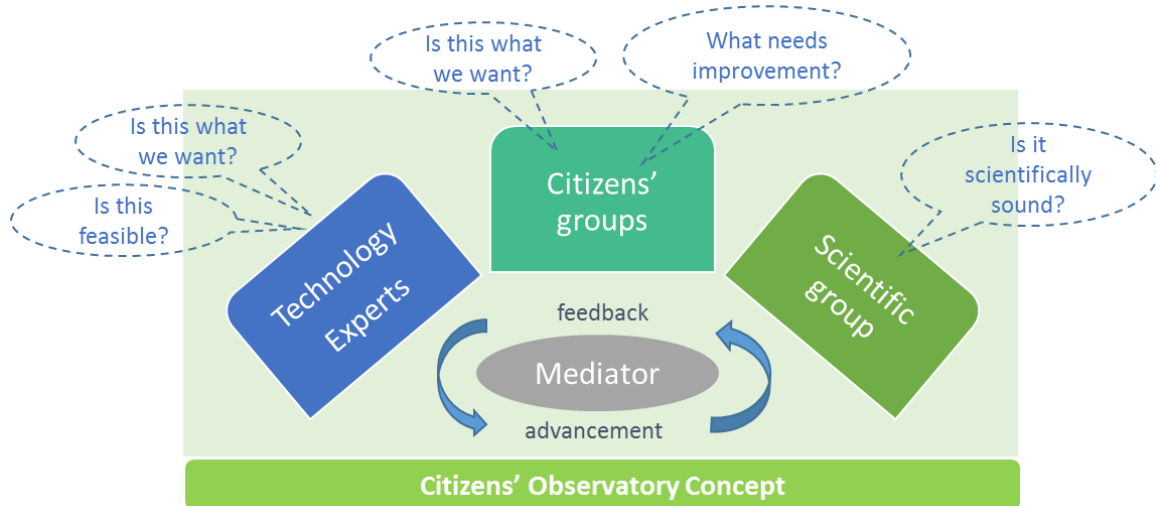 Is this what
we want?
What needs
improvement?
Is this what
we want?
Is this
feasible?
Is it
scientifically
sound?
Citizens’
groups
Technology
Experts
Scientific
group
feedback
Mediator
advancement
Citizens’ Observatory Concept